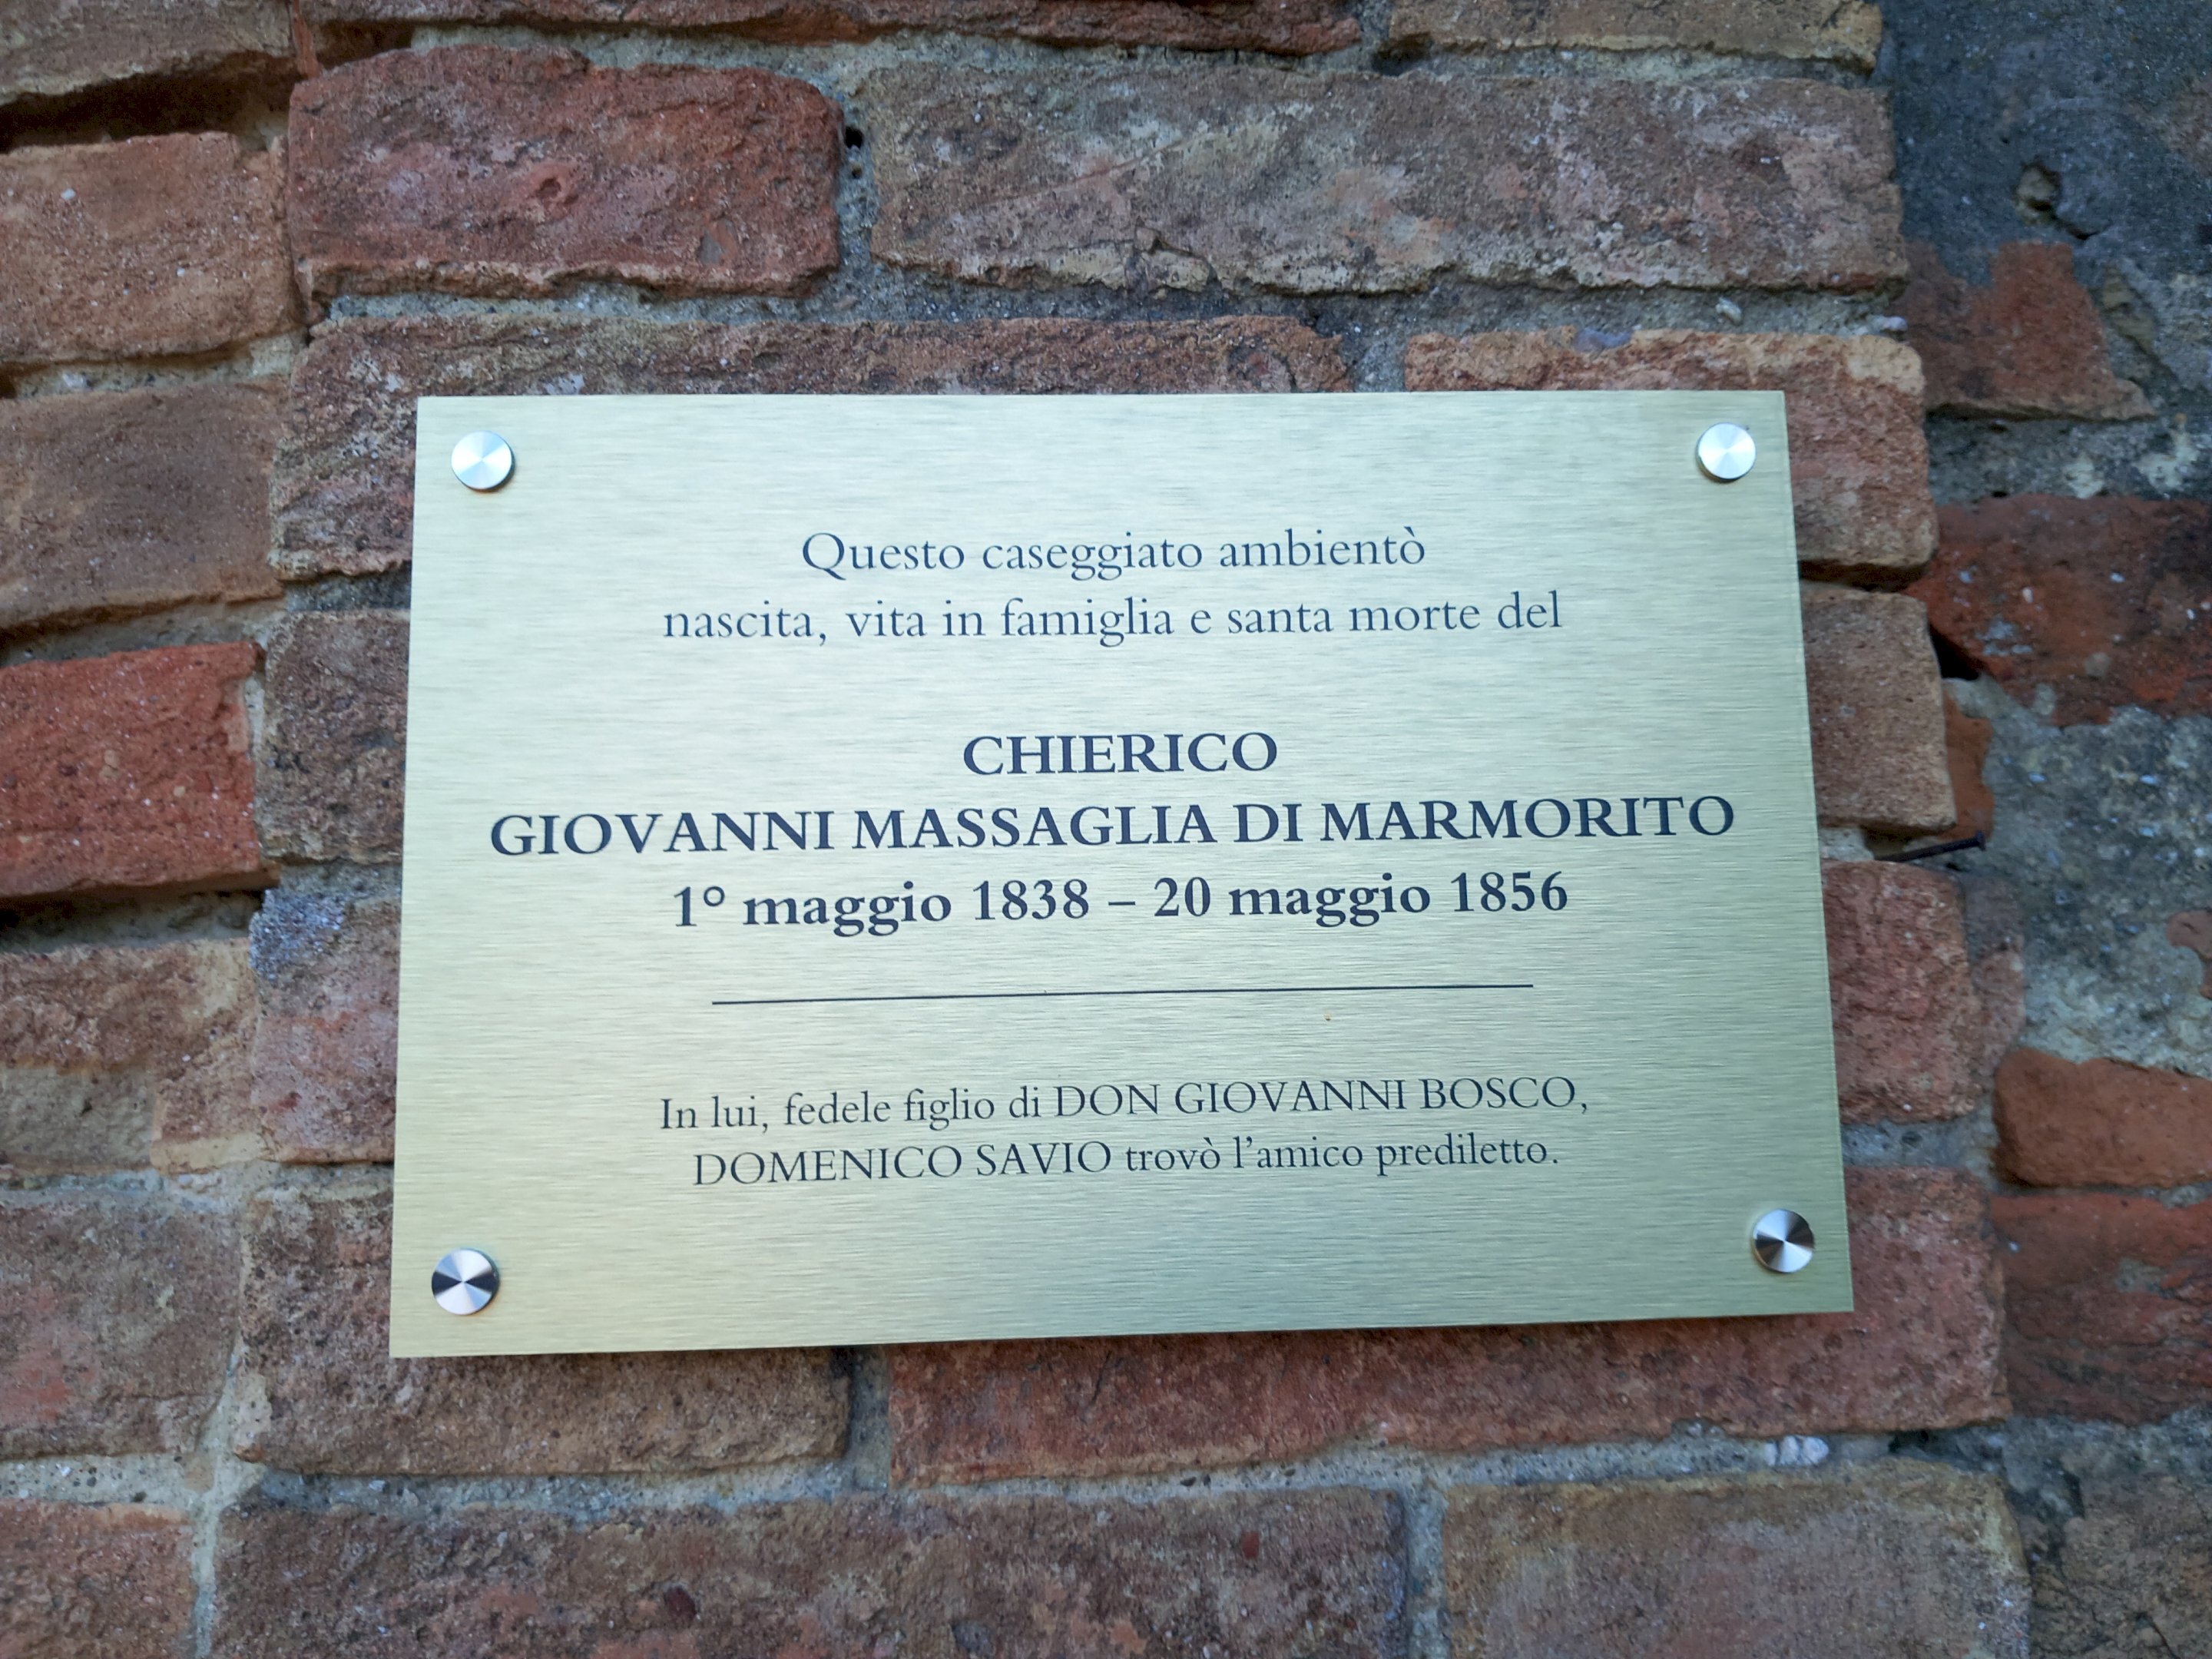 Questo caseggiato ambientò
nascita, vita in famiglia e santa morte del
CHIERICO
GIOVANNI MASSAGLIA DI MARMORITO
1° maggio 1838 – 20 maggio 1856
In lui, fedele figlio di DON GIOVANNI BOSCO,
DOMENICO SAVIO trovò l'amico prediletto.